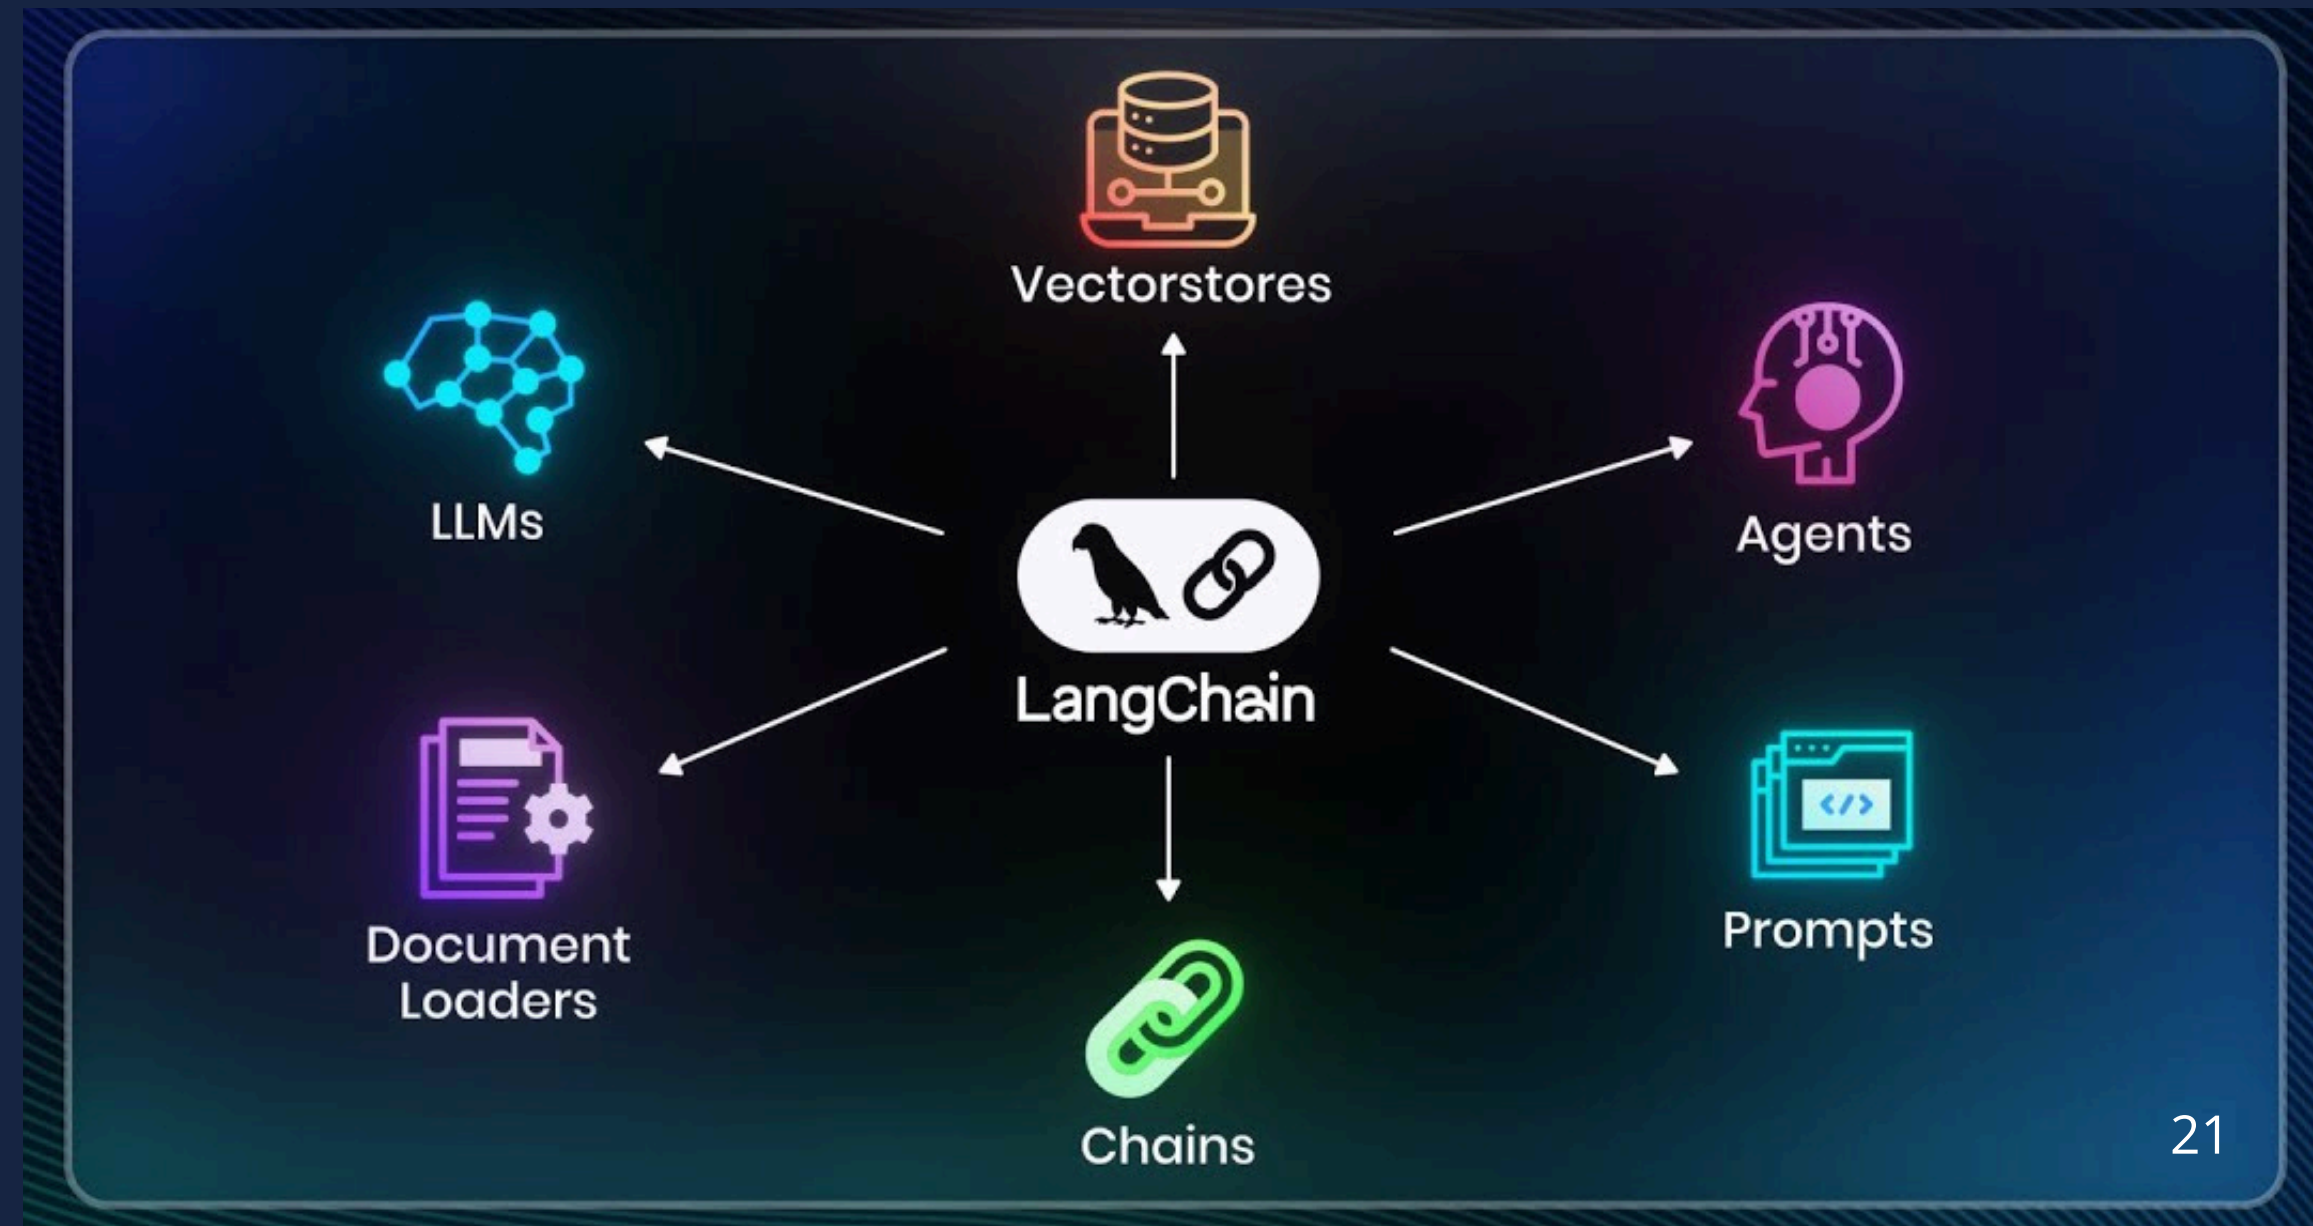 Vectorstores
LLMs
Agents
LangChain
Document
Loaders
</>
Prompts
Chains
21